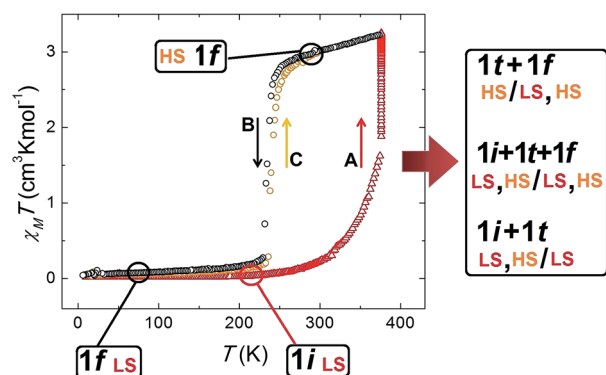 HS 1f
3
2
1
0
χMT (cm³Kmol⁻¹)
B
C
A
0 100 200 300 400
T(K)
1f LS
1i LS
1t+1f
HS/LS, HS
1i+1t+1f
LS, HS/LS, HS
1i+1t
LS, HS/LS